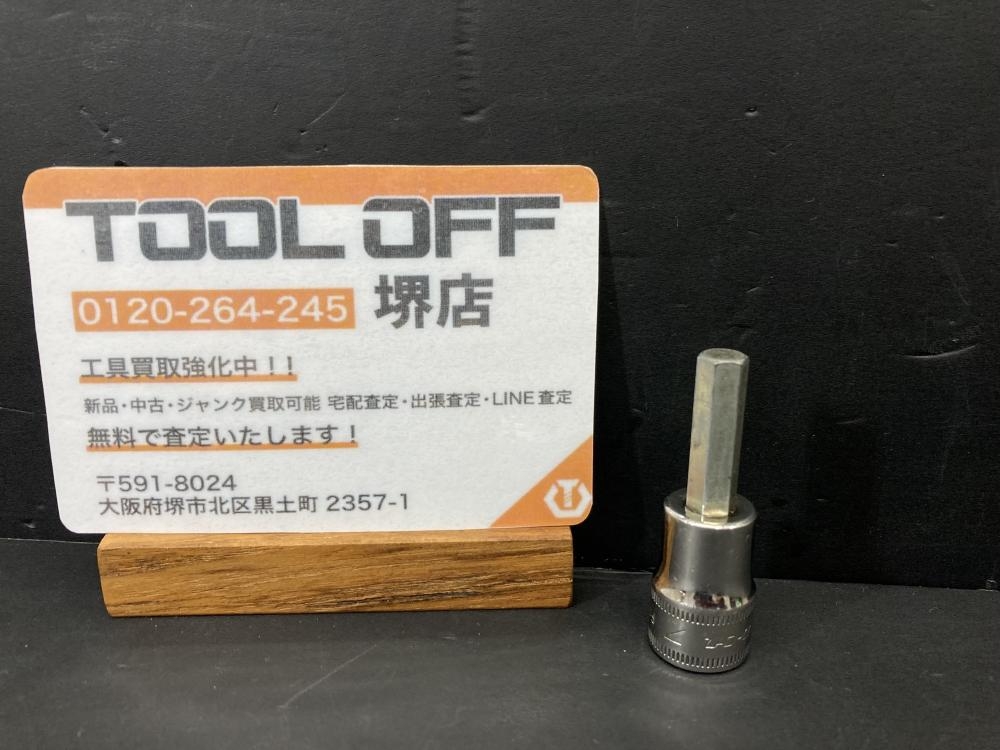 TOOL OFF
0120-264-245 堺店
工具買取強化中！！
新品・中古・ジャンク買取可能 宅配査定・出張査定・LINE査定
無料で査定いたします！
〒591-8024
大阪府堺市北区黒土町 2357-1